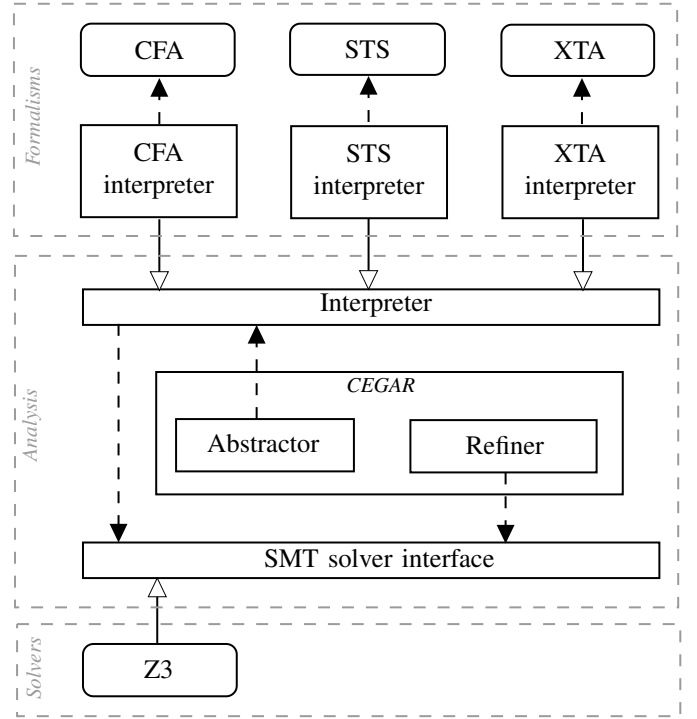 Formalisms
CFA
STS
XTA
CFA
interpreter
STS
interpreter
XTA
interpreter
Analysis
Interpreter
CEGAR
Abstractor
Refiner
SMT solver interface
Solvers
Z3